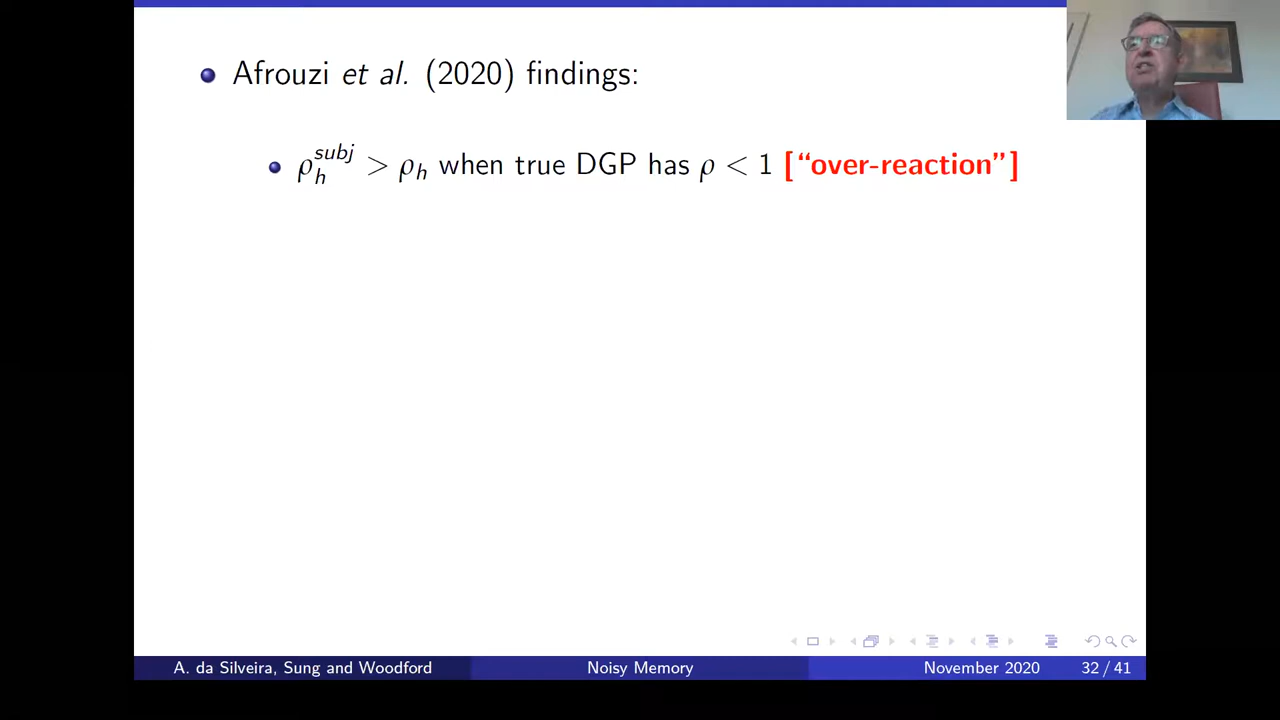 Afrouzi et al. (2020) findings:
ρ_h^subj > ρ_h when true DGP has ρ < 1 [“over-reaction”]
A. da Silveira, Sung and Woodford Noisy Memory November 2020 32 / 41